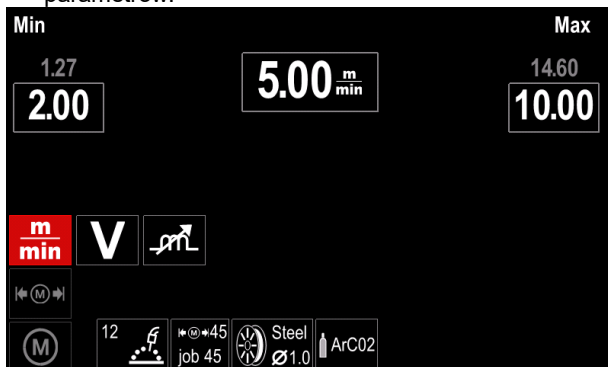 parametrów.
Min Max
1.27 14.60
2.00 5.00 m/min 10.00
m/min V
M
M 12 M 45 job 45 Steel Ø1.0 ArC02